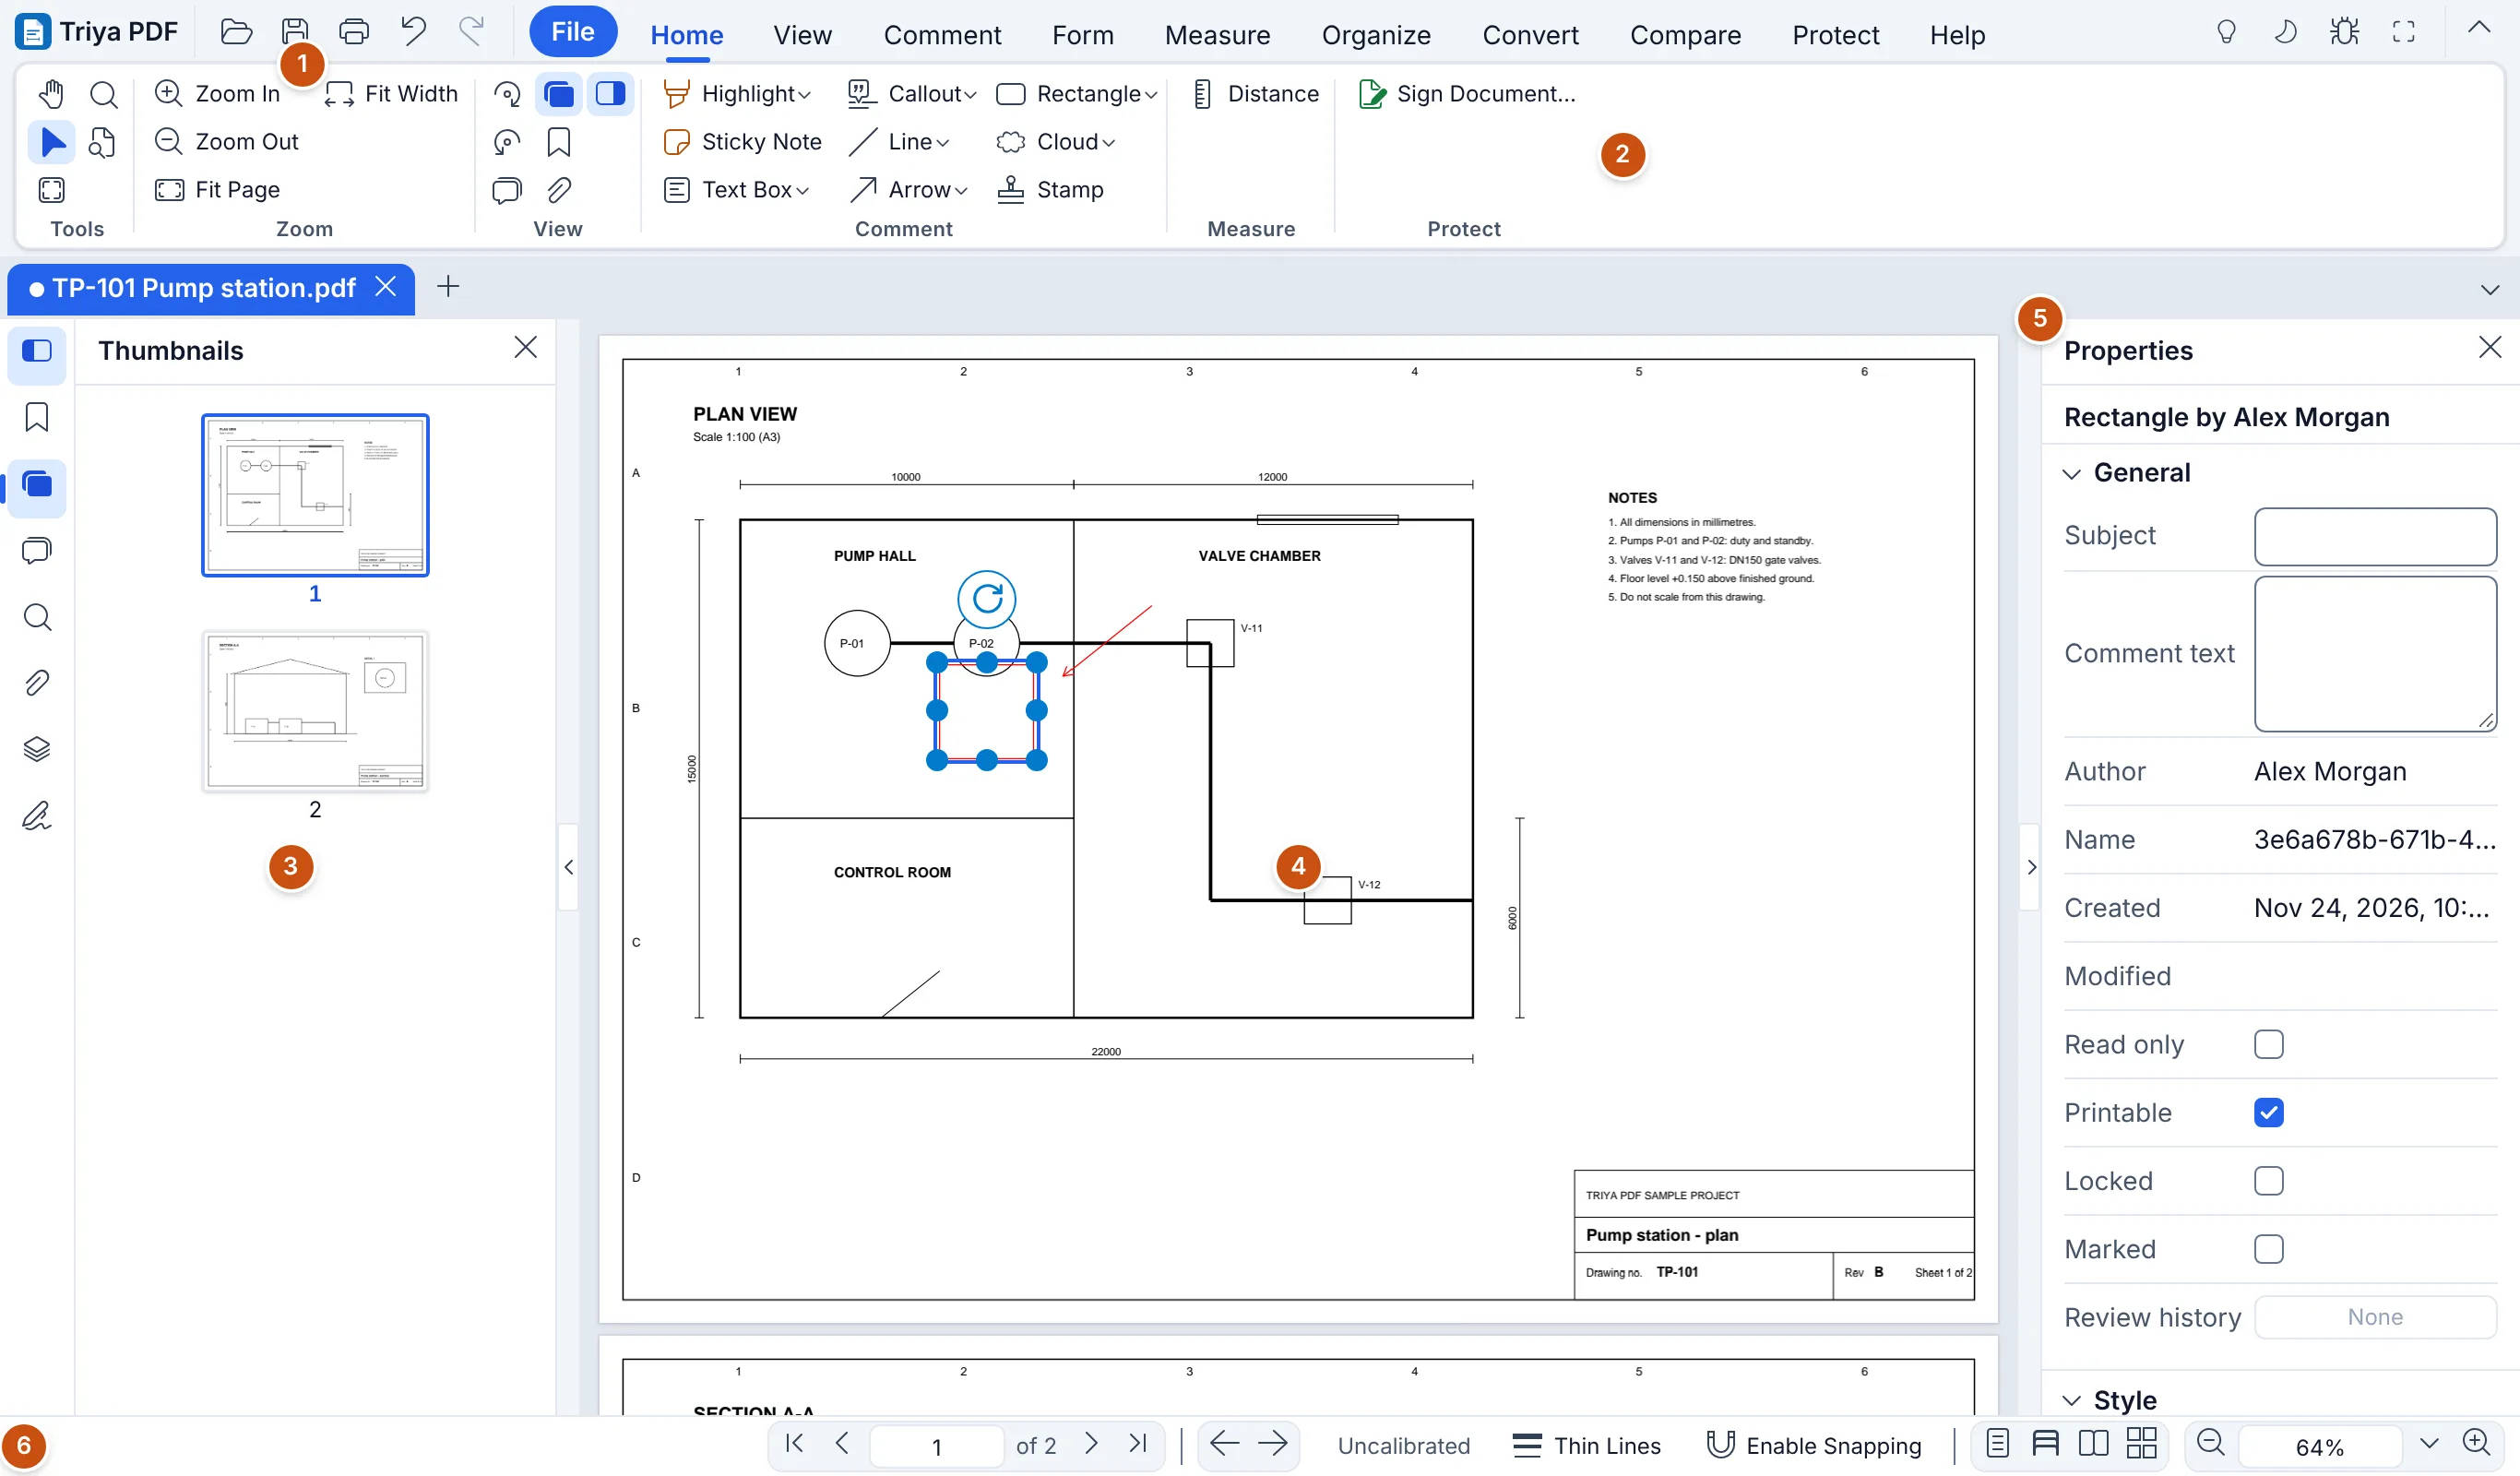 Triya PDF
File
Home
View
Comment
Form
Measure
Organize
Convert
Compare
Protect
Help
1
Zoom In
Fit Width
Highlight
Callout
Rectangle
Distance
Sign Document...
Zoom Out
Sticky Note
Line
Cloud
2
Fit Page
Text Box
Arrow
Stamp
Tools
Zoom
View
Comment
Measure
Protect
TP-101 Pump station.pdf
Thumbnails
1
2
3
1 2 3 4 5 6
PLAN VIEW
Scale 1:100 (A3)
A
10000
12000
NOTES
1. All dimensions in millimetres.
2. Pumps P-01 and P-02: duty and standby.
3. Valves V-11 and V-12: DN150 gate valves.
4. Floor level +0.150 above finished ground.
5. Do not scale from this drawing.
PUMP HALL
VALVE CHAMBER
P-01
P-02
V-11
B
15000
4
CONTROL ROOM
V-12
6000
C
22000
D
TRIYA PDF SAMPLE PROJECT
Pump station - plan
Drawing no. TP-101
Rev B
Sheet 1 of 2
1 2 3 4 5 6
SECTION A-A
5
Properties
Rectangle by Alex Morgan
General
Subject
Comment text
Author
Alex Morgan
Name
3e6a678b-671b-4...
Created
Nov 24, 2026, 10:...
Modified
Read only
Printable
Locked
Marked
Review history
None
Style
6
1
of 2
Uncalibrated
Thin Lines
Enable Snapping
64%